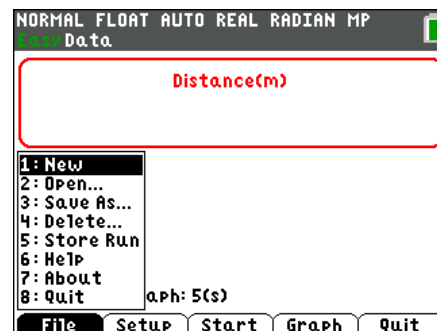 NORMAL FLOAT AUTO REAL RADIAN MP
EasyData
Distance(m)
1:New
2:Open...
3:Save As...
4:Delete...
5:Store Run
6:Help
7:About
8:Quit
aph:5(s)
File Setup Start Graph Quit